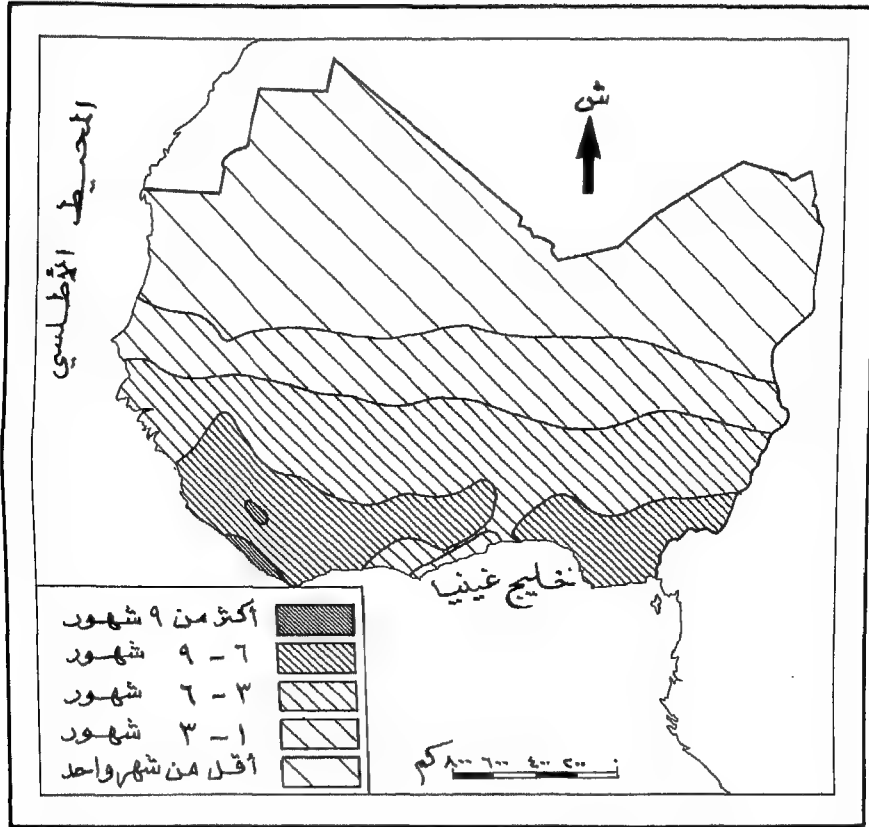 ش
المحيط الأطلسي
خليج غينيا
أكثر من ٩ شهور
٦ - ٩ شهور
٣ - ٦ شهور
١ - ٣ شهور
أقل من شهر واحد
٨٠٠ ٦٠٠ ٤٠٠ ٢٠٠ ٠ كم